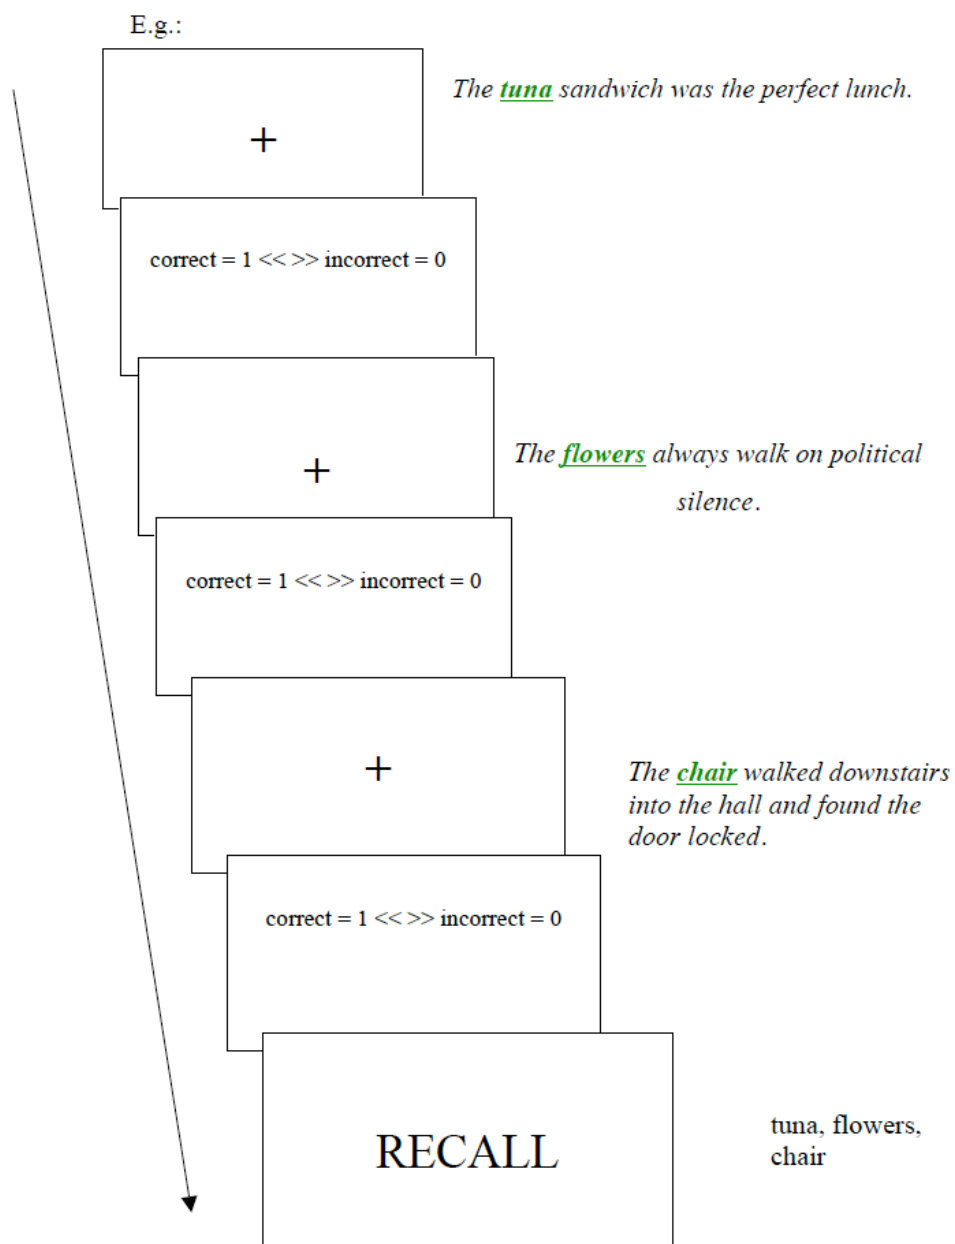 E.g.:
The tuna sandwich was the perfect lunch.
+
correct = 1 << >> incorrect = 0
The flowers always walk on political
silence.
+
correct = 1 << >> incorrect = 0
The chair walked downstairs
into the hall and found the
door locked.
+
correct = 1 << >> incorrect = 0
RECALL
tuna, flowers,
chair